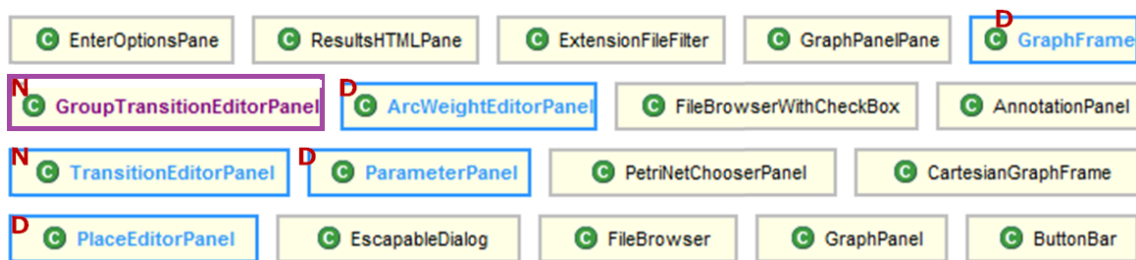 D
C EnterOptionsPane C ResultsHTMLPane C ExtensionFileFilter C GraphPanelPane C GraphFrame
N D
C GroupTransitionEditorPanel C ArcWeightEditorPanel C FileBrowserWithCheckBox C AnnotationPanel
N D
C TransitionEditorPanel C ParameterPanel C PetriNetChooserPanel C CartesianGraphFrame
D
C PlaceEditorPanel C EscapableDialog C FileBrowser C GraphPanel C ButtonBar